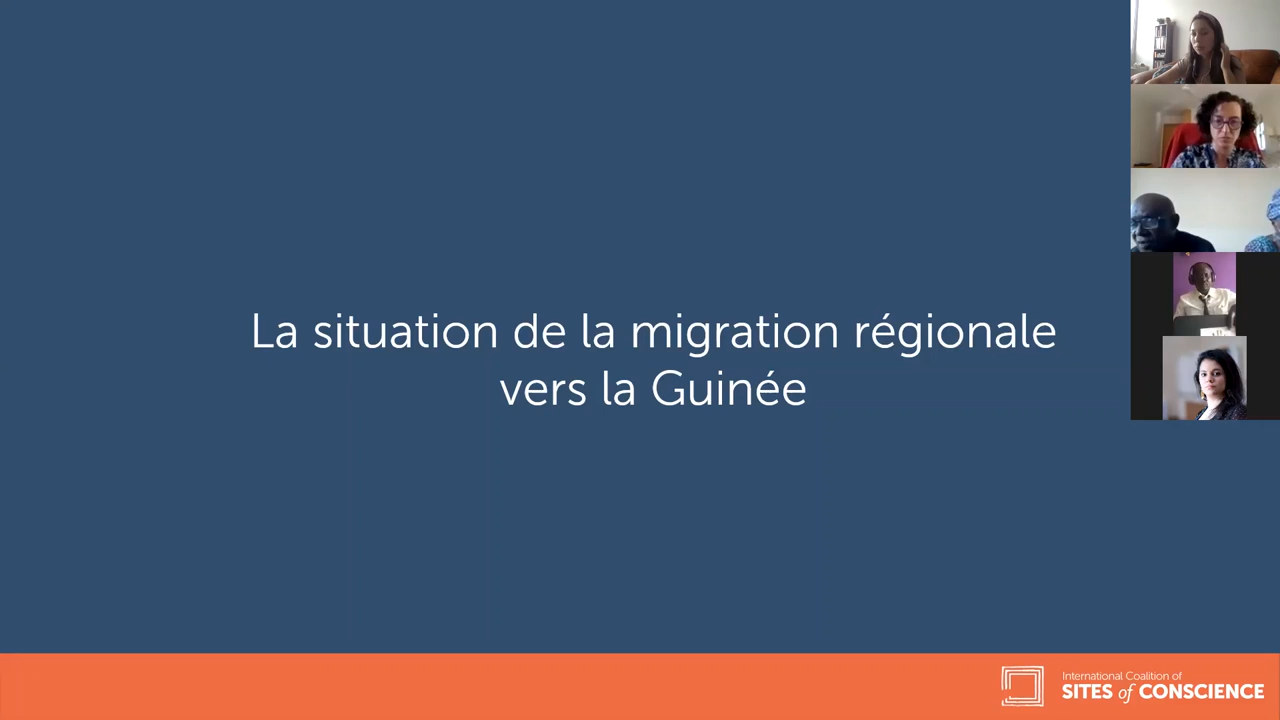 La situation de la migration régionale
vers la Guinée
International Coalition of
SITES of CONSCIENCE